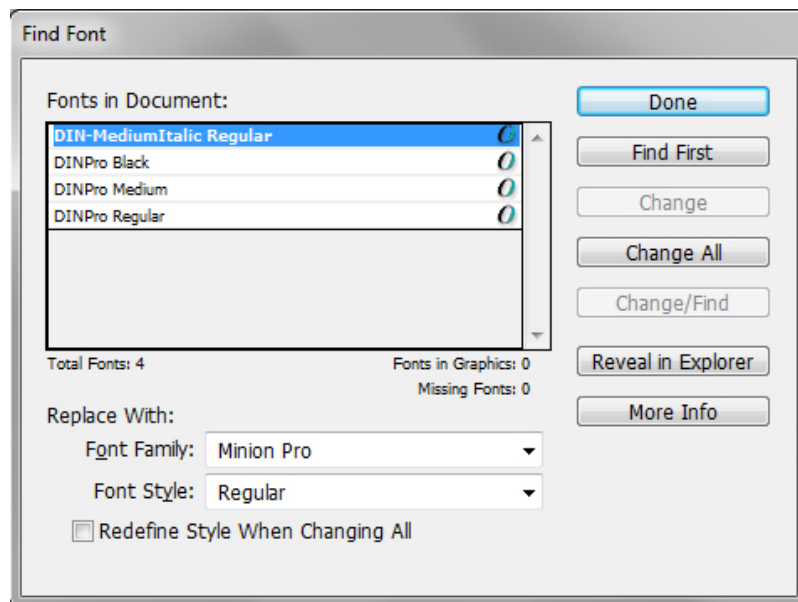 Find Font
Fonts in Document:
DIN-MediumItalic Regular
DINPro Black
DINPro Medium
DINPro Regular
Total Fonts: 4
Fonts in Graphics: 0
Missing Fonts: 0
Replace With:
Font Family: Minion Pro
Font Style: Regular
Redefine Style When Changing All
Done
Find First
Change
Change All
Change/Find
Reveal in Explorer
More Info